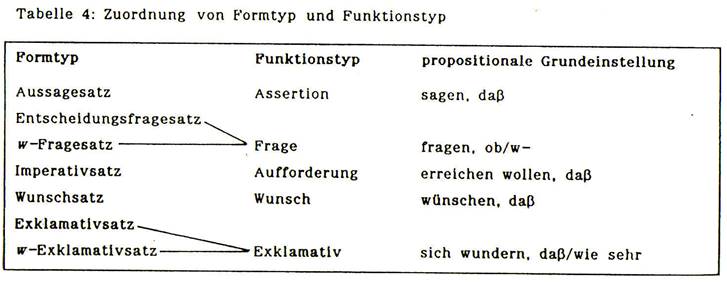 Tabelle 4: Zuordnung von Formtyp und Funktionstyp
Formtyp Funktionstyp propositionale Grundeinstellung
Aussagesatz Assertion sagen, daß
Entscheidungsfragesatz
w-Fragesatz Frage fragen, ob/w-
Imperativsatz Aufforderung erreichen wollen, daß
Wunschsatz Wunsch wünschen, daß
Exklamativsatz
w-Exklamativsatz Exklamativ sich wundern, daß/wie sehr